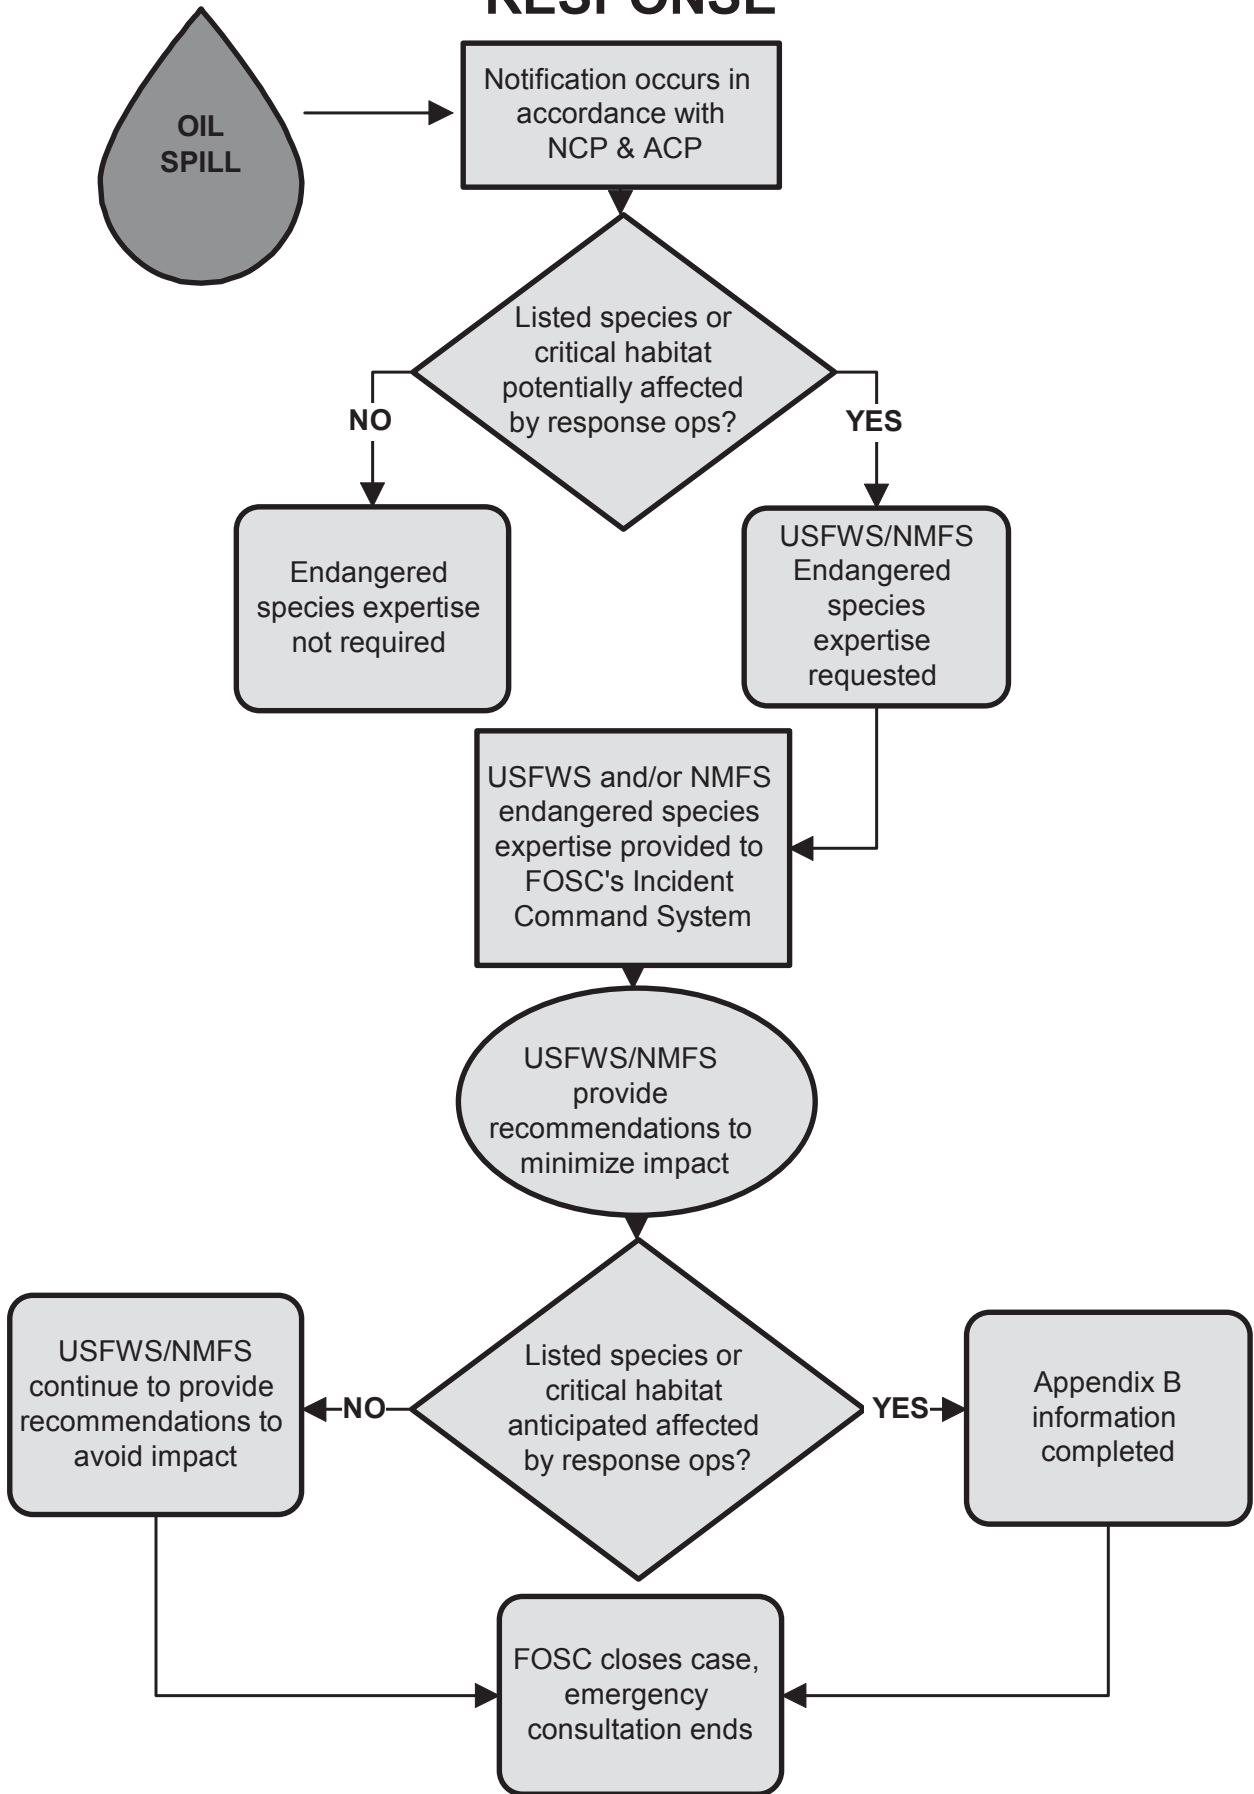 RESPONSE
OIL
SPILL
Notification occurs in
accordance with
NCP & ACP
Listed species or
critical habitat
potentially affected
by response ops?
NO
YES
Endangered
species expertise
not required
USFWS/NMFS
Endangered
species
expertise
requested
USFWS and/or NMFS
endangered species
expertise provided to
FOSC's Incident
Command System
USFWS/NMFS
provide
recommendations to
minimize impact
Listed species or
critical habitat
anticipated affected
by response ops?
NO
YES
USFWS/NMFS
continue to provide
recommendations to
avoid impact
Appendix B
information
completed
FOSC closes case,
emergency
consultation ends